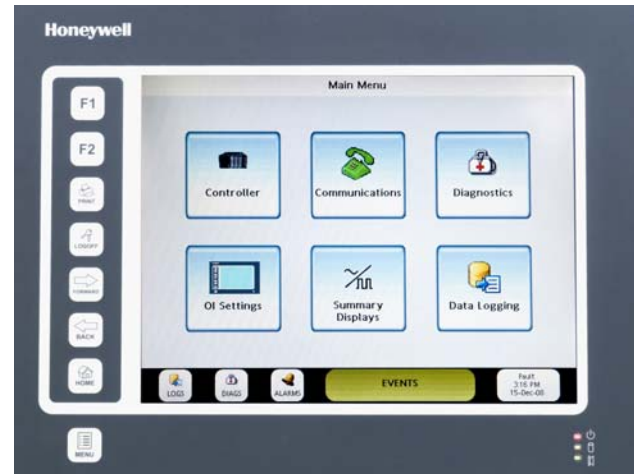 Honeywell
Main Menu
F1
F2
PRINT
LOGOFF
FORWARD
BACK
HOME
MENU
Controller
Communications
Diagnostics
OI Settings
Summary
Displays
Data Logging
LOGS
DIAGS
ALARMS
EVENTS
Fault
3:16 PM
15-Dec-08